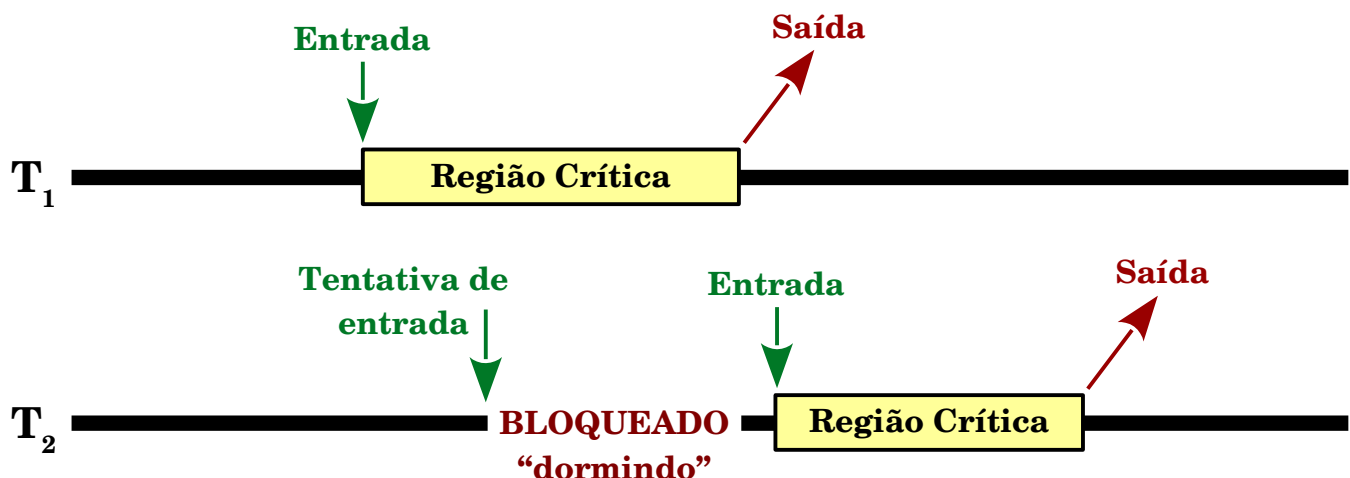 Saída
Entrada
T₁
Região Crítica
Tentativa de
entrada
Entrada
Saída
T₂
BLOQUEADO
“dormindo”
Região Crítica